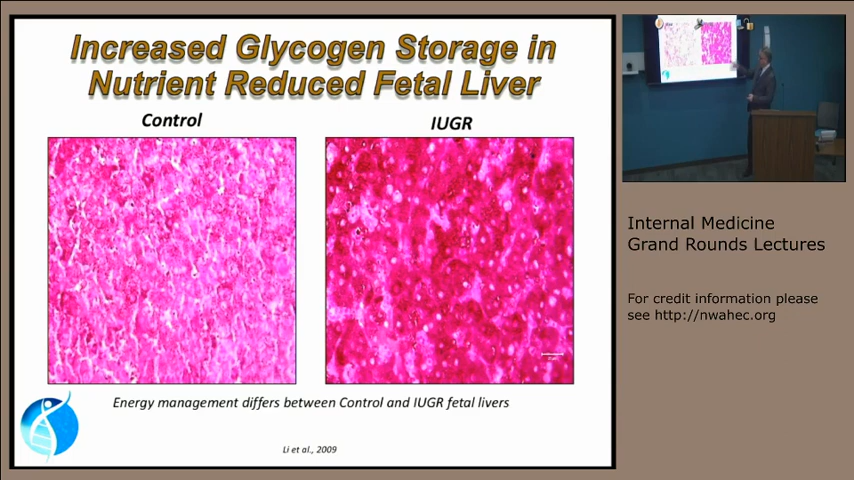 Increased Glycogen Storage in
Nutrient Reduced Fetal Liver
Control
IUGR
Energy management differs between Control and IUGR fetal livers
Li et al., 2009
Internal Medicine
Grand Rounds Lectures
For credit information please
see http://nwahec.org